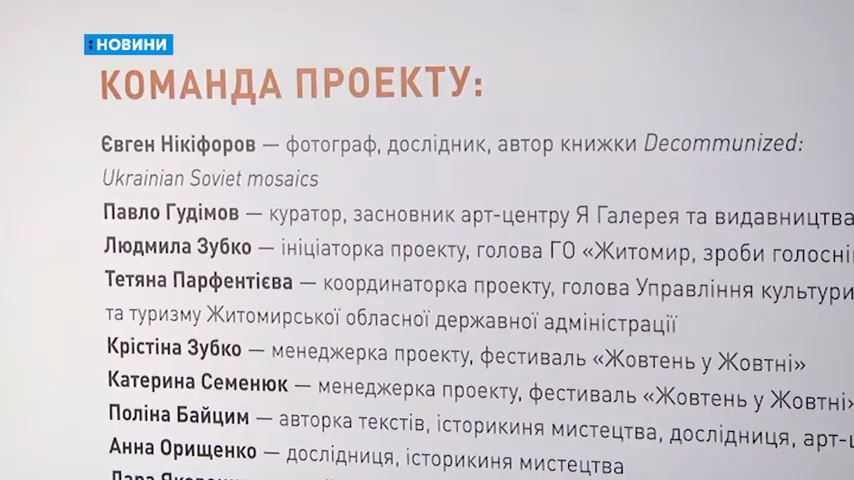 НОВИНИ
КОМАНДА ПРОЕКТУ:
Євген Нікіфоров — фотограф, дослідник, автор книжки Decommunized:
Ukrainian Soviet mosaics
Павло Гудімов — куратор, засновник арт-центру Я Галерея та видавництва
Людмила Зубко — ініціаторка проекту, голова ГО «Житомир, зроби
Тетяна Парфентієва — координаторка проекту, голова Управління культури
та туризму Житомирської обласної державної адміністрації
Крістіна Зубко — менеджерка проекту, фестиваль «Жовтень у Жовтні»
Катерина Семенюк — менеджерка проекту, фестиваль «Жовтень у Жовтні»
Поліна Байцим — авторка текстів, історикиня мистецтва, дослідниця,
Анна Орищенко — дослідниця, історикиня мистецтва